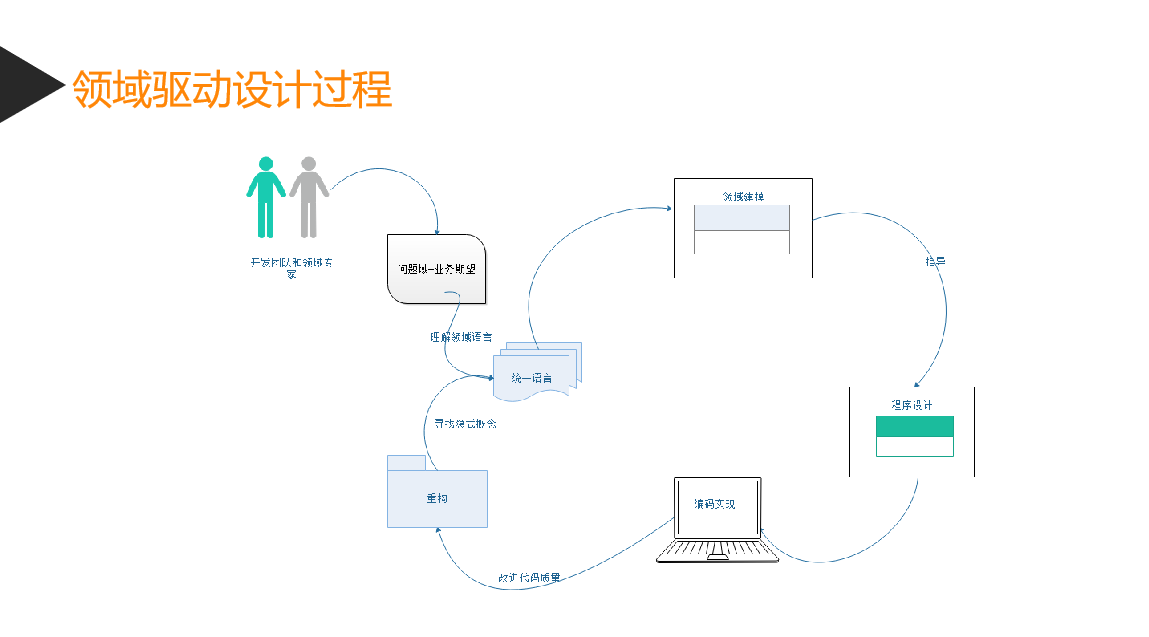 领域驱动设计过程
开发团队和领域专
家
问题域-业务期望
理解领域语言
统一语言
领域建模
指导
程序设计
编码实现
改进代码质量
重构
寻找隐式概念